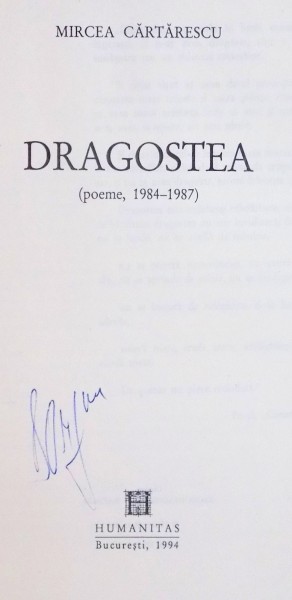 MIRCEA CĂRTĂRESCU
DRAGOSTEA
(poeme, 1984–1987)
HUMANITAS
București, 1994